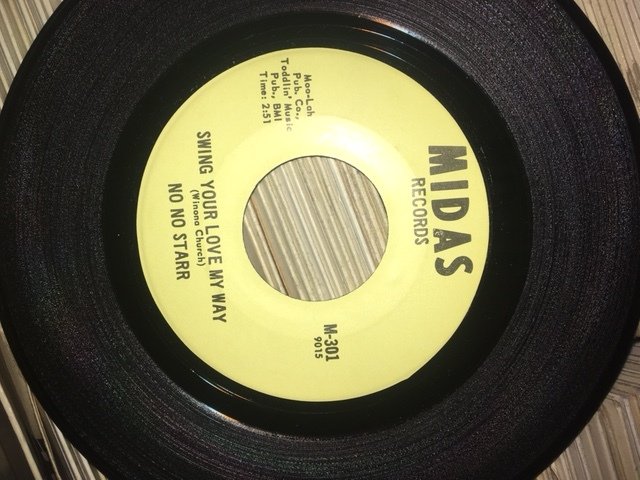 MIDAS
RECORDS
Moo-Lah
Pub. Co.,
Toddlin' Music
Pub., BMI
Time: 2:51
M-301
9015
SWING YOUR LOVE MY WAY
(Winona Church)
NO NO STARR